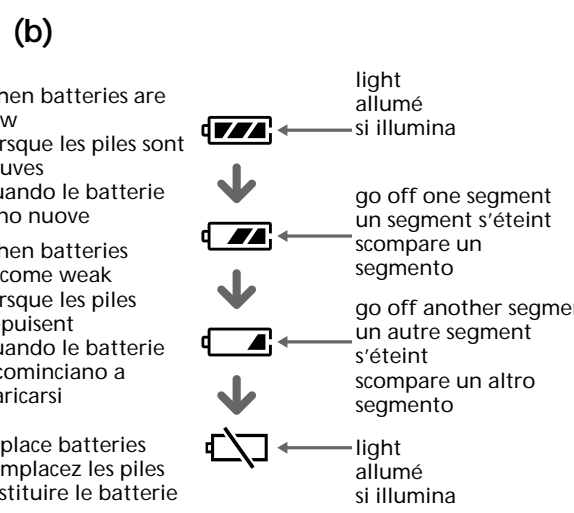 (b)
hen batteries are
w
rsque les piles sont
uves
uando le batterie
no nuove
hen batteries
come weak
rsque les piles
puisent
uando le batterie
cominciano a
aricarsi
place batteries
mplacez les piles
stituire le batterie
light
allumé
si illumina
go off one segment
un segment s’éteint
scompare un
segmento
go off another segme
un autre segment
s’éteint
scompare un altro
segmento
light
allumé
si illumina